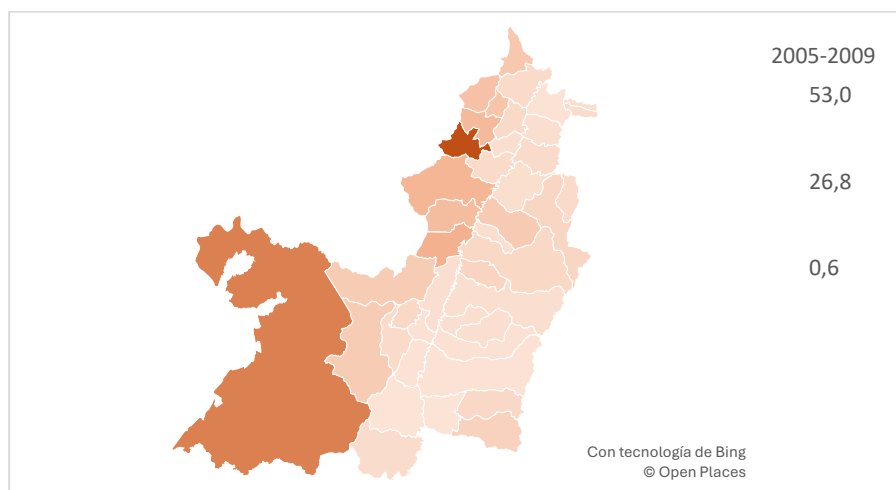 2005-2009
53,0
26,8
0,6
Con tecnología de Bing
© Open Places